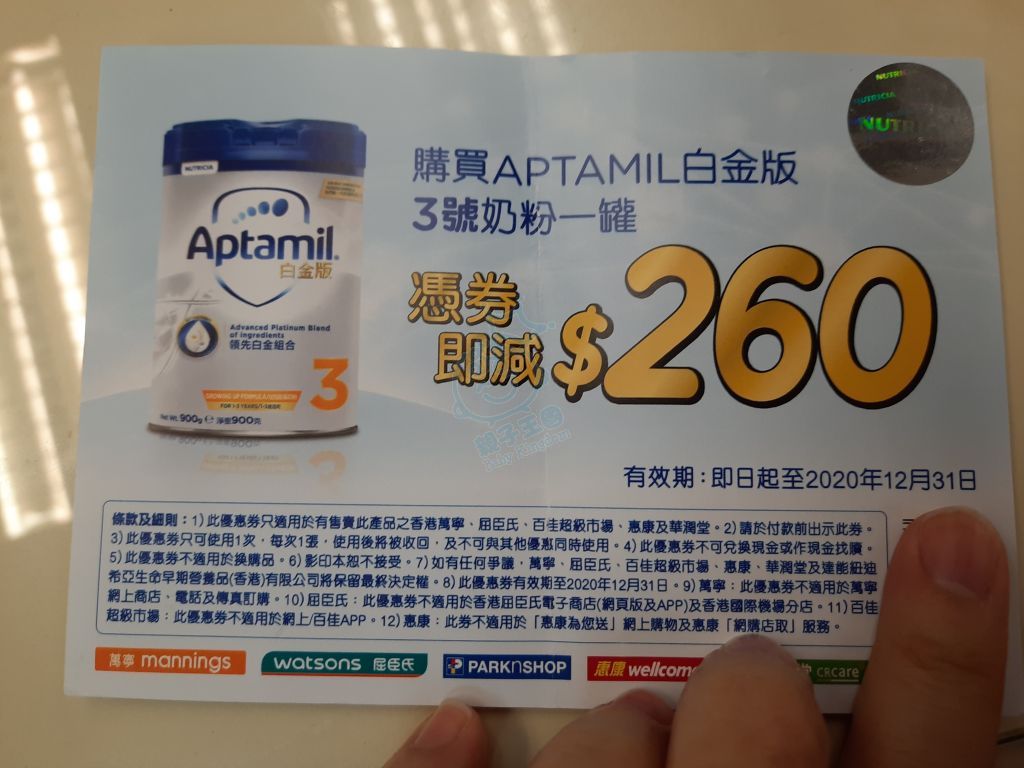 NUTRICIA
NUTRICIA
NUTRICIA
Aptamil.
白金版
Advanced Platinum Blend
of ingredients
領先白金組合
3
GROWING UP FORMULA
FOR 1-3 YEARS
Net Wt. 900g e 淨重900克
購買APTAMIL白金版
3號奶粉一罐
憑券
即減$260
親子王國
Baby Kingdom
有效期:即日起至2020年12月31日
條款及細則:1)此優惠券只適用於有售賣此產品之香港萬寧、屈臣氏、百佳超級市場、惠康及華潤堂。2)請於付款前出示此券。
3)此優惠券只可使用1次,每次1張,使用後將被收回,及不可與其他優惠同時使用。4)此優惠券不可兌換現金或作現金找贖。
5)此優惠券不適用於換購品。6)影印本恕不接受。7)如有任何爭議,萬寧、屈臣氏、百佳超級市場、惠康、華潤堂及達能紐迪
希亞生命早期營養品(香港)有限公司將保留最終決定權。8)此優惠券有效期至2020年12月31日。9)萬寧:此優惠券不適用於萬寧
網上商店、電話及傳真訂購。10)屈臣氏:此優惠券不適用於香港屈臣氏電子商店(網頁版及APP)及香港國際機場分店。11)百佳
超級市場:此優惠券不適用於網上/百佳APP。12)惠康:此券不適用於「惠康為您送」網上購物及惠康「網購店取」服務。
萬寧 mannings
watsons 屈臣氏
PARKnSHOP
惠康 wellcome
CRcare